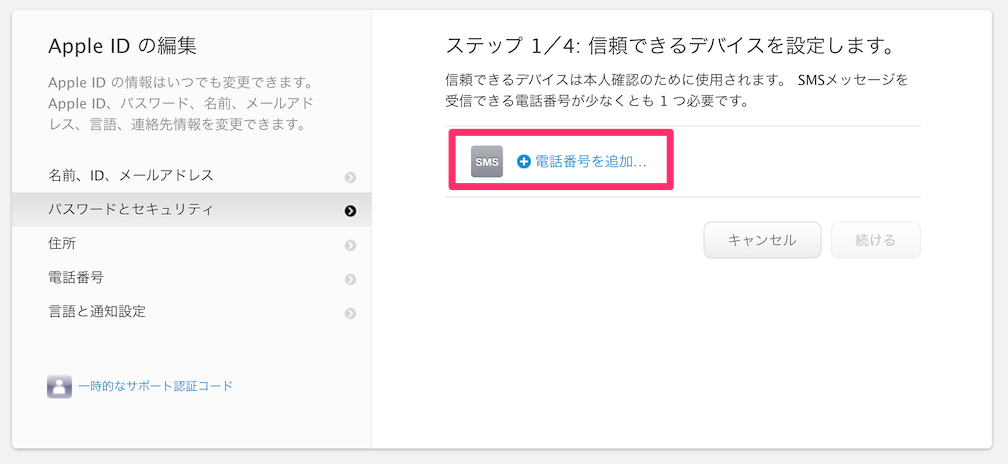 Apple ID の編集
Apple ID の情報はいつでも変更できます。
Apple ID、パスワード、名前、メールアド
レス、言語、連絡先情報を変更できます。
名前、ID、メールアドレス
パスワードとセキュリティ
住所
電話番号
言語と通知設定
一時的なサポート認証コード
ステップ 1／4: 信頼できるデバイスを設定します。
信頼できるデバイスは本人確認のために使用されます。 SMSメッセージを
受信できる電話番号が少なくとも 1 つ必要です。
SMS 電話番号を追加...
キャンセル 続ける